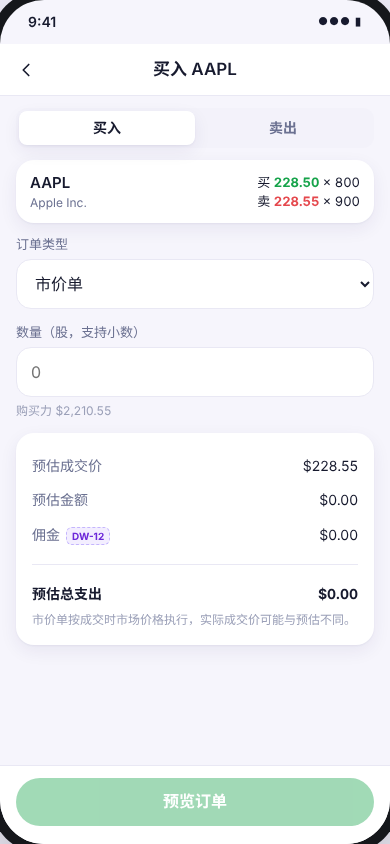 9:41
买入 AAPL
买入
卖出
AAPL
买 228.50 × 800
Apple Inc.
卖 228.55 × 900
订单类型
市价单
数量（股，支持小数）
0
购买力 $2,210.55
预估成交价 $228.55
预估金额 $0.00
佣金 DW-12 $0.00
预估总支出 $0.00
市价单按成交时市场价格执行，实际成交价可能与预估不同。
预览订单